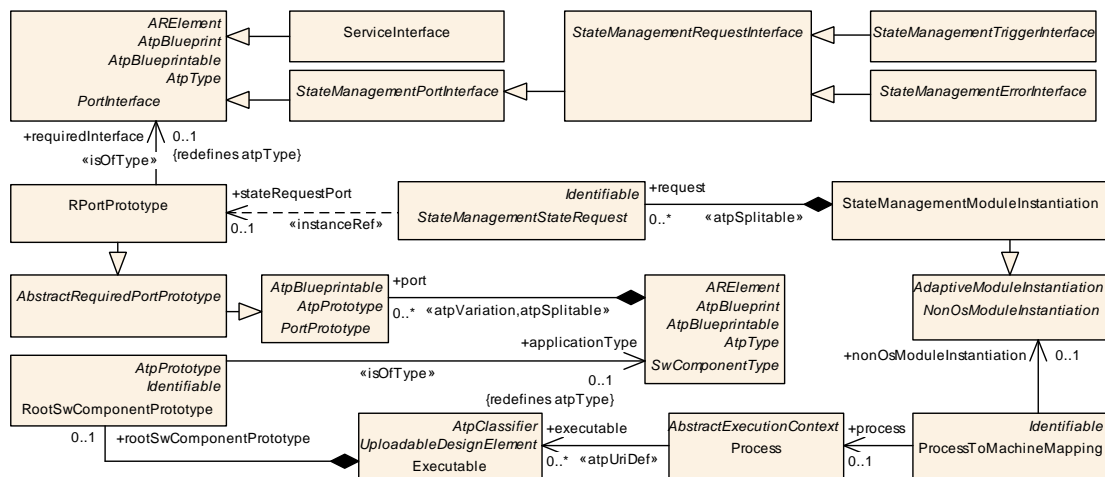 ARElement
AtpBlueprint
AtpBlueprintable
AtpType
PortInterface
ServiceInterface
StateManagementPortInterface
StateManagementRequestInterface
StateManagementTriggerInterface
StateManagementErrorInterface
+requiredInterface
0..1
«isOfType»
{redefines atpType}
RPortPrototype
+stateRequestPort
0..1
«instanceRef»
Identifiable
StateManagementStateRequest
+request
0..*
«atpSplitable»
StateManagementModuleInstantiation
AbstractRequiredPortPrototype
AtpBlueprintable
AtpPrototype
PortPrototype
+port
0..*
«atpVariation,atpSplitable»
ARElement
AtpBlueprint
AtpBlueprintable
AtpType
SwComponentType
AdaptiveModuleInstantiation
NonOsModuleInstantiation
+applicationType
«isOfType»
0..1
{redefines atpType}
+nonOsModuleInstantiation
0..1
AtpPrototype
Identifiable
RootSwComponentPrototype
0..1
+rootSwComponentPrototype
AtpClassifier
UploadableDesignElement
Executable
+executable
0..*
«atpUriDef»
AbstractExecutionContext
Process
+process
0..1
Identifiable
ProcessToMachineMapping